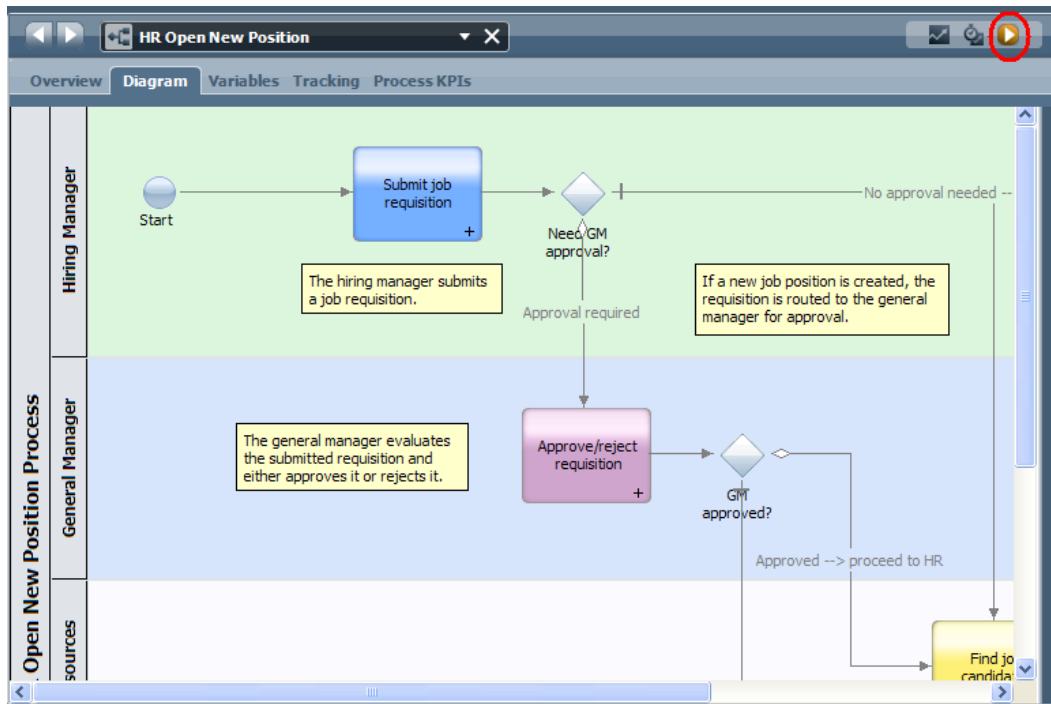 HR Open New Position
Overview Diagram Variables Tracking Process KPIs
Open New Position Process
Hiring Manager
Start
Submit job
requisition
Need GM
approval?
No approval needed --
The hiring manager submits
a job requisition.
If a new job position is created, the
requisition is routed to the general
manager for approval.
Approval required
General Manager
The general manager evaluates
the submitted requisition and
either approves it or rejects it.
Approve/reject
requisition
GM
approved?
Approved --> proceed to HR
sources
Find jo
candida